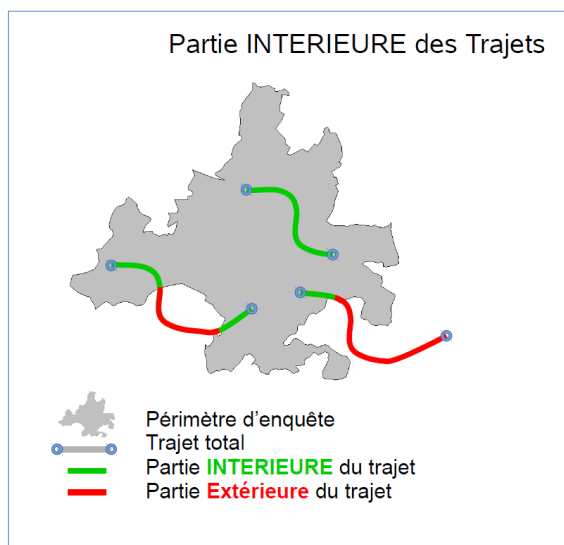 Partie INTERIEURE des Trajets
Périmètre d'enquête
Trajet total
Partie INTERIEURE du trajet
Partie Extérieure du trajet